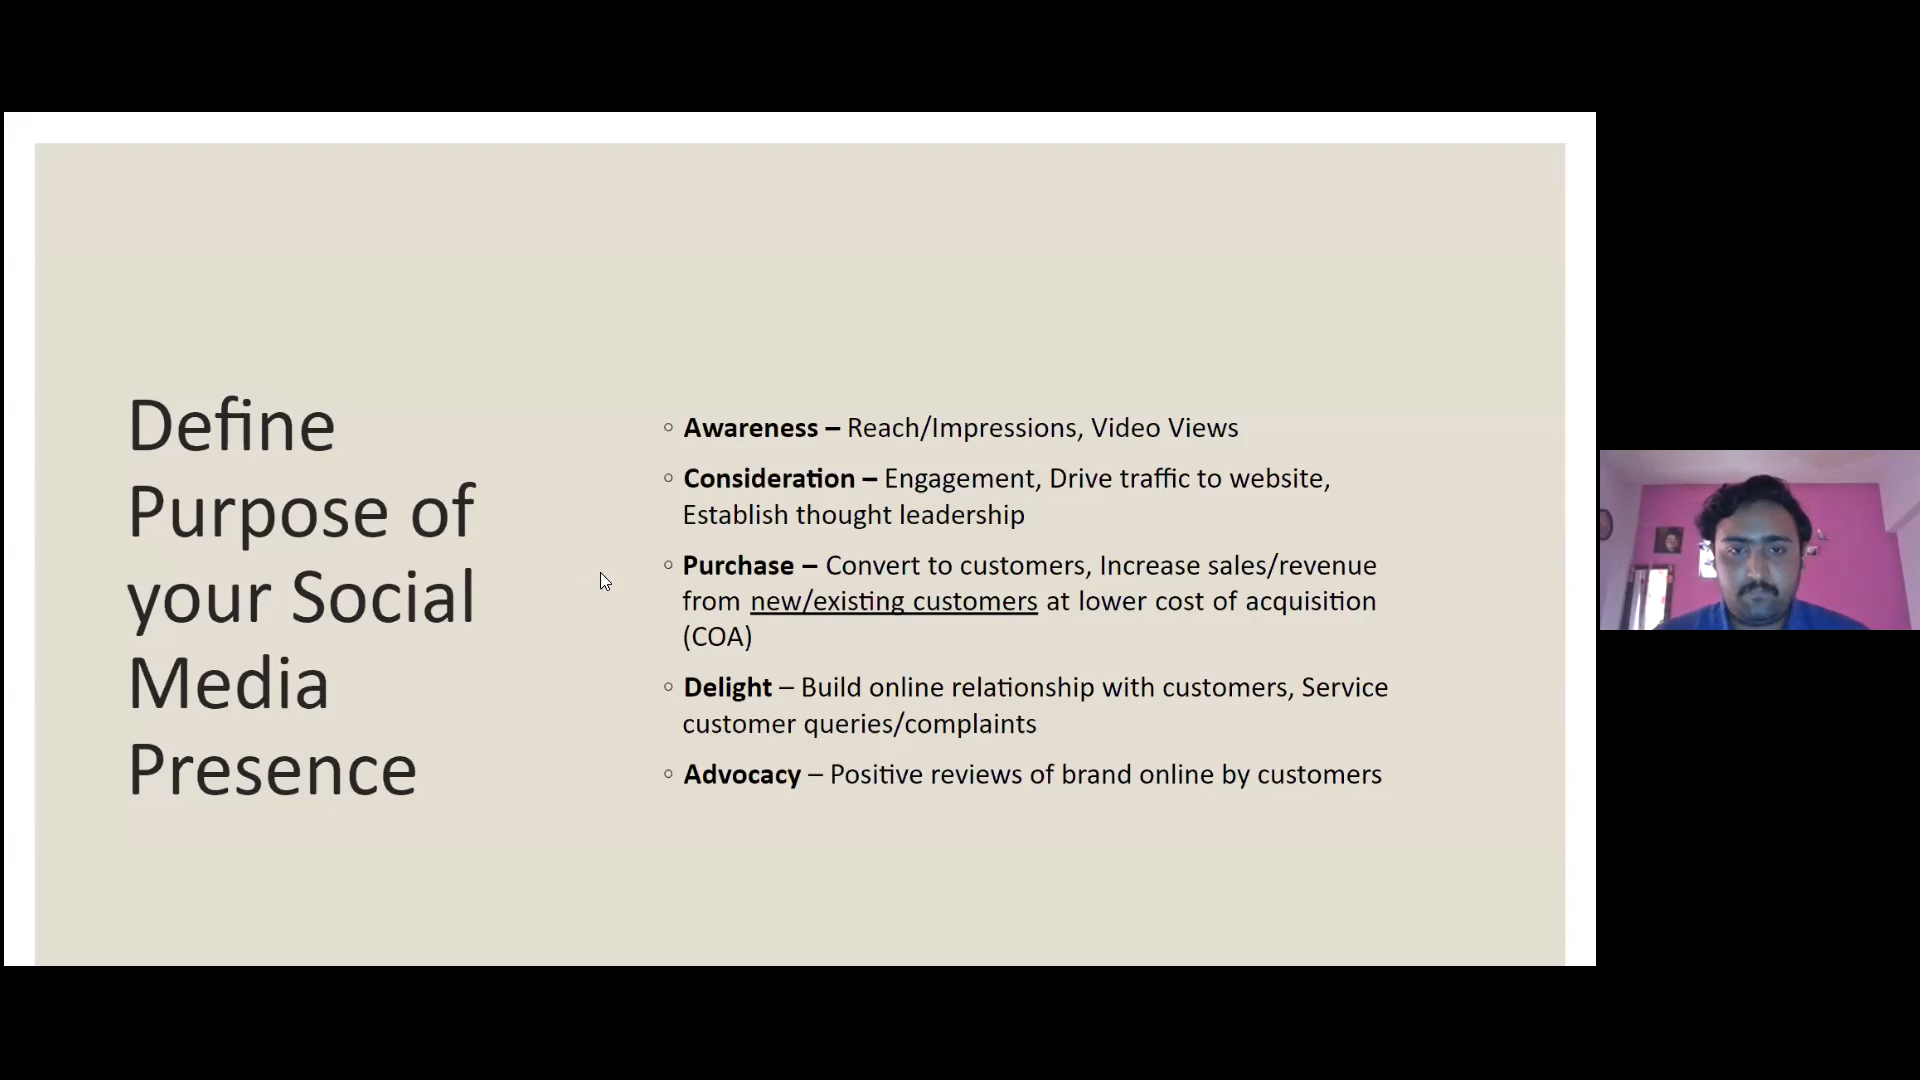 Define
Purpose of
your Social
Media
Presence
◦ Awareness – Reach/Impressions, Video Views
◦ Consideration – Engagement, Drive traffic to website,
Establish thought leadership
◦ Purchase – Convert to customers, Increase sales/revenue
from new/existing customers at lower cost of acquisition
(COA)
◦ Delight – Build online relationship with customers, Service
customer queries/complaints
◦ Advocacy – Positive reviews of brand online by customers